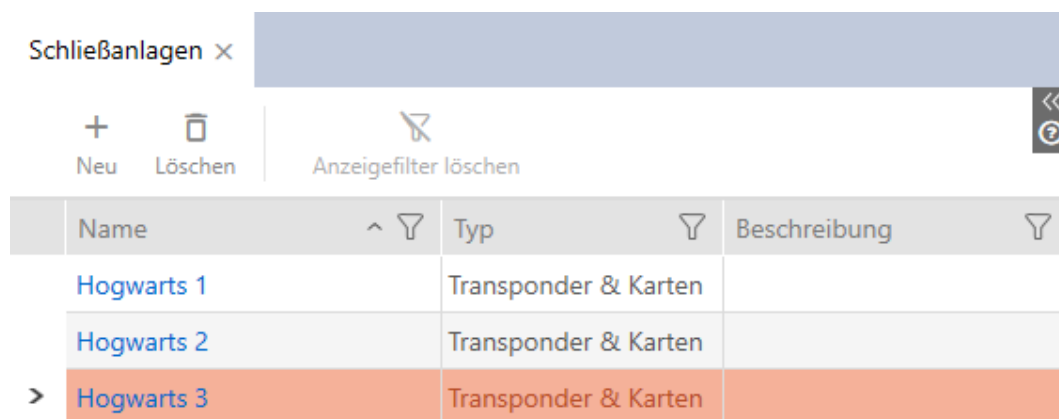 Schließanlagen
Neu Löschen Anzeigefilter löschen
Name Typ Beschreibung
Hogwarts 1 Transponder & Karten
Hogwarts 2 Transponder & Karten
Hogwarts 3 Transponder & Karten